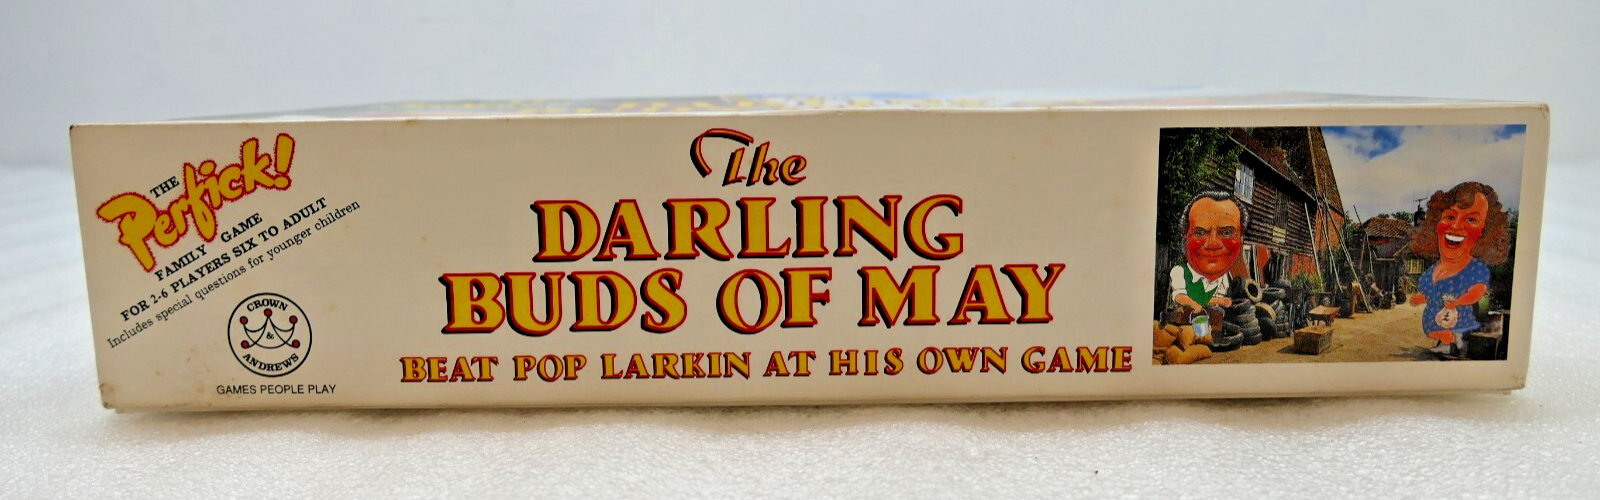 THE
Perfick!
FAMILY GAME
FOR 2-6 PLAYERS SIX TO ADULT
Includes special questions for younger children
CROWN
&
ANDREWS
GAMES PEOPLE PLAY
The
DARLING
BUDS OF MAY
BEAT POP LARKIN AT HIS OWN GAME